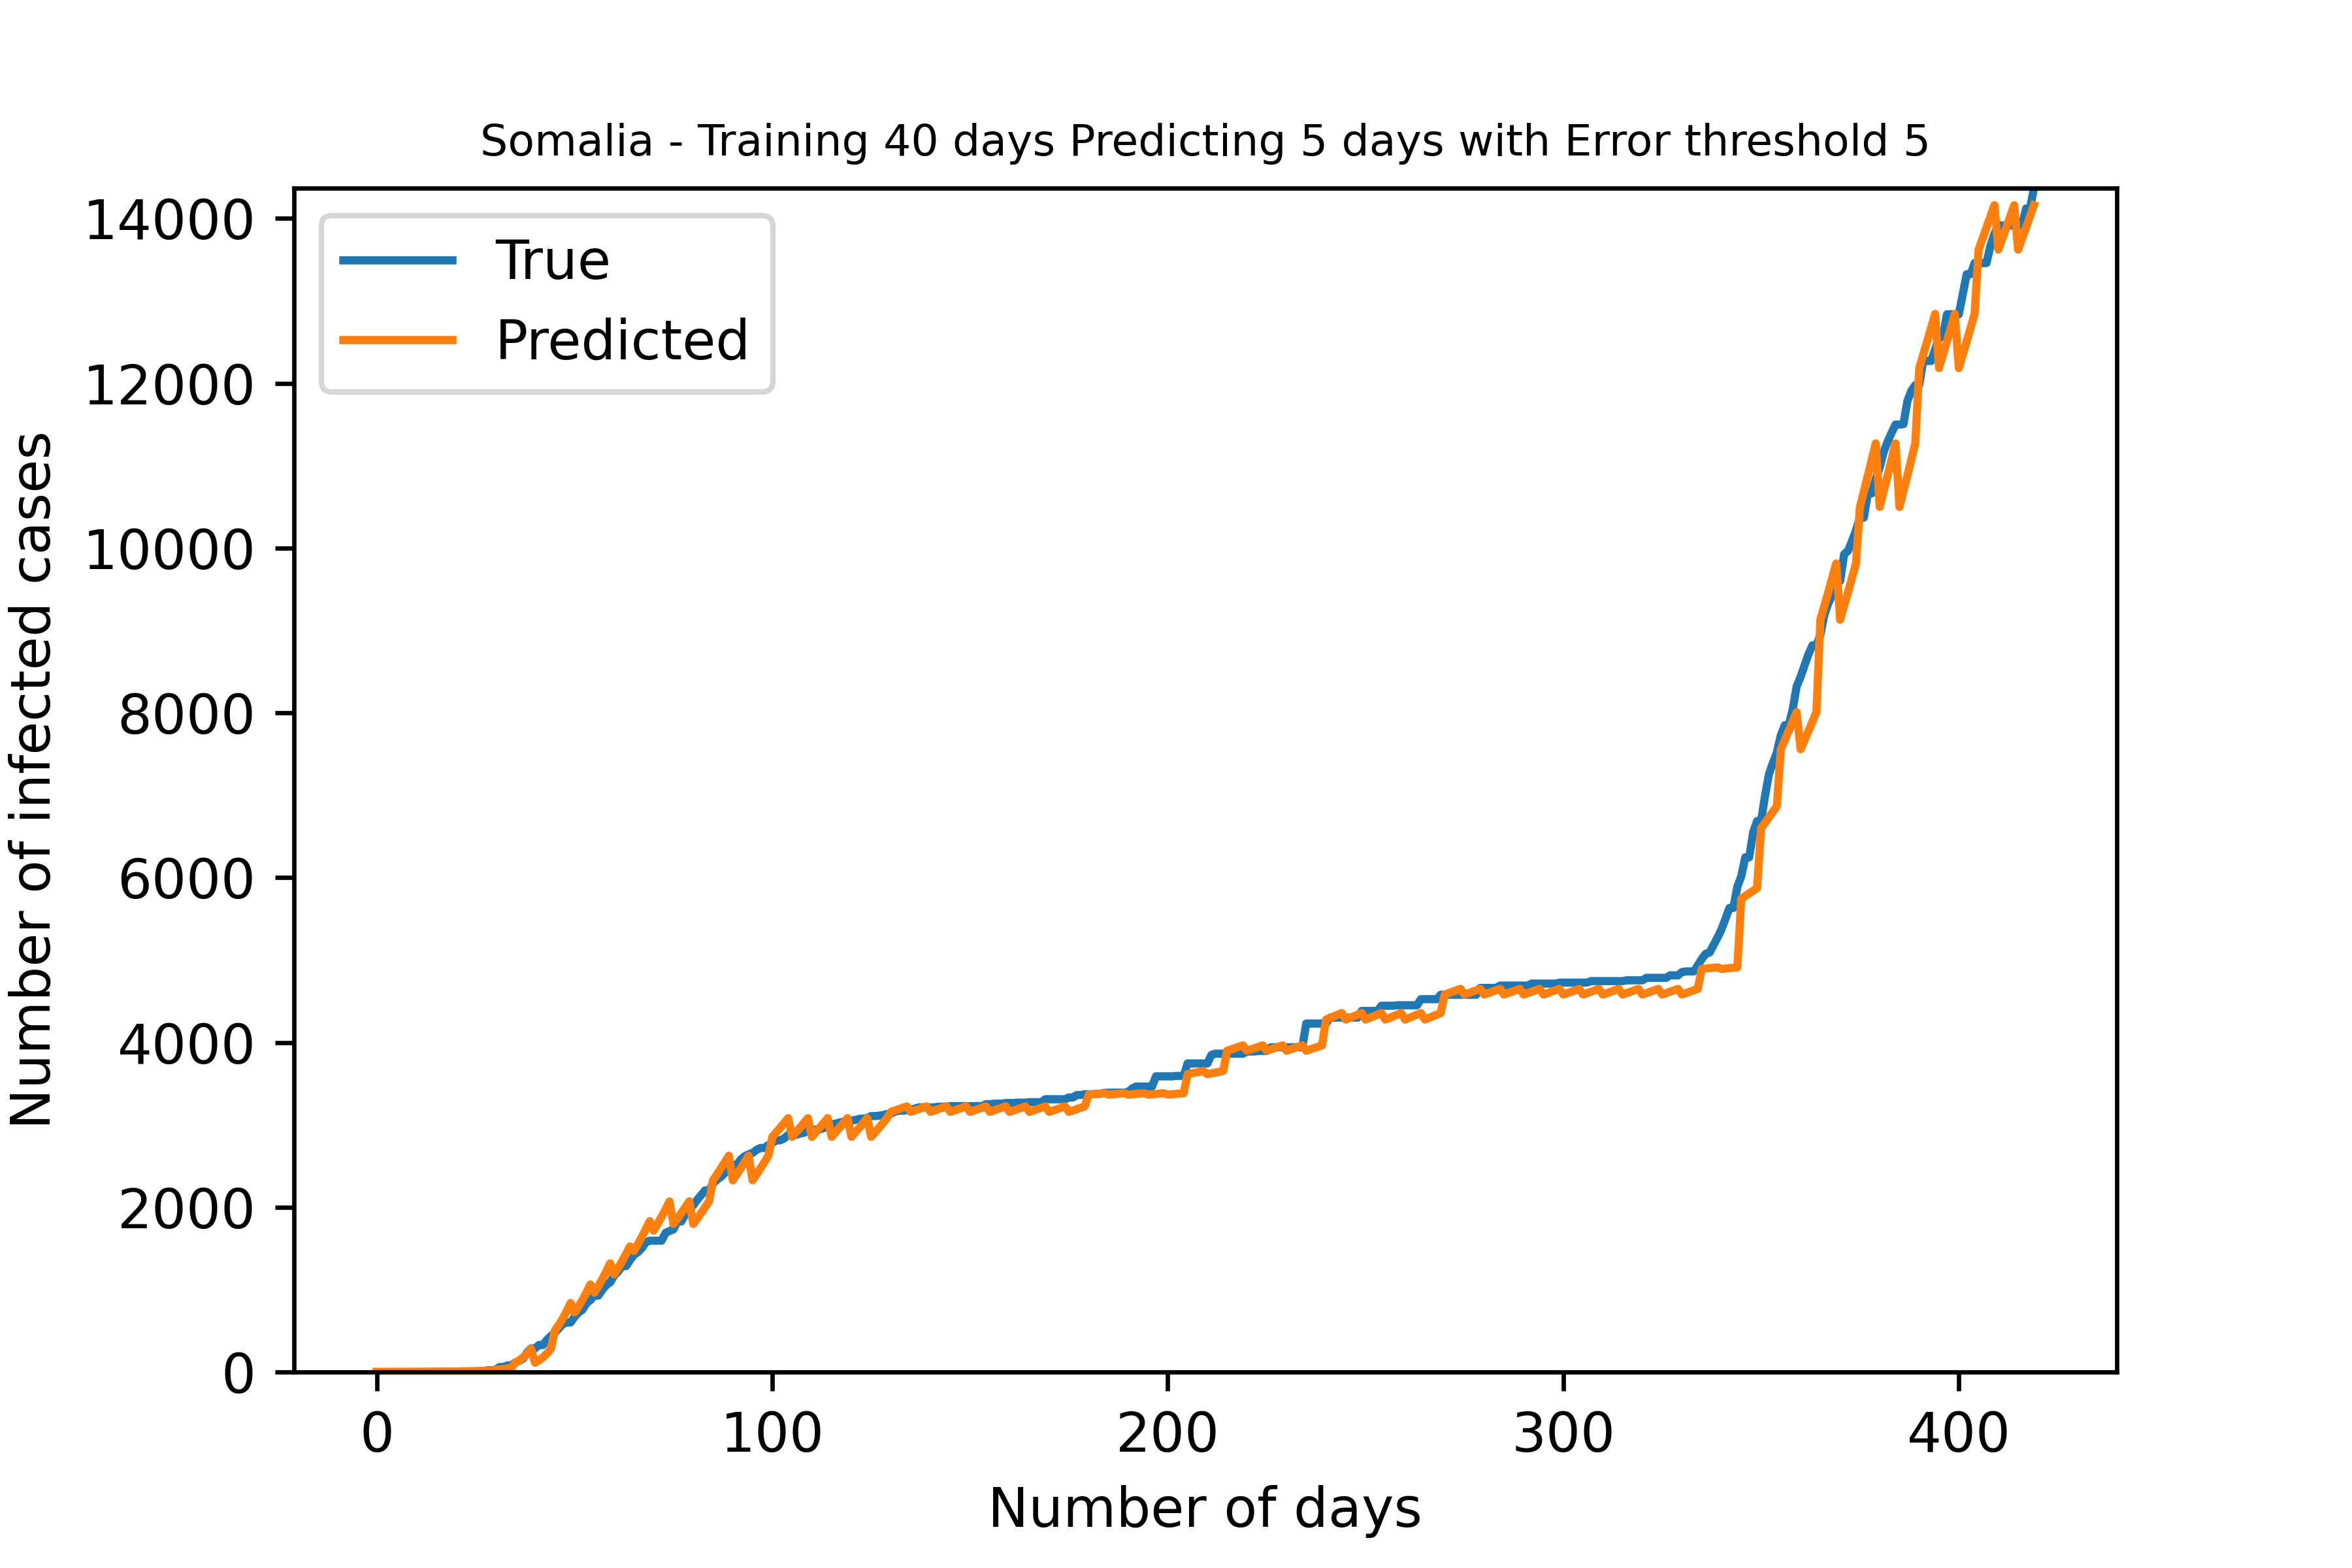 Somalia - Training 40 days Predicting 5 days with Error threshold 5
True
Predicted
14000
12000
10000
8000
6000
4000
2000
0
Number of infected cases
0 100 200 300 400
Number of days